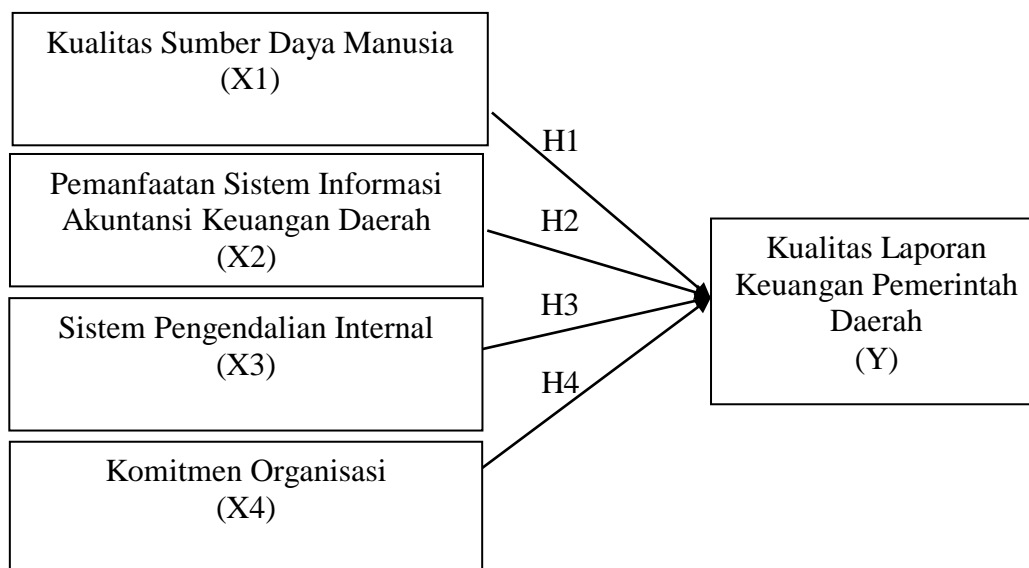 Kualitas Sumber Daya Manusia
(X1)
H1
Pemanfaatan Sistem Informasi
Akuntansi Keuangan Daerah
(X2)
H2
Sistem Pengendalian Internal
(X3)
H3
Komitmen Organisasi
(X4)
H4
Kualitas Laporan
Keuangan Pemerintah
Daerah
(Y)